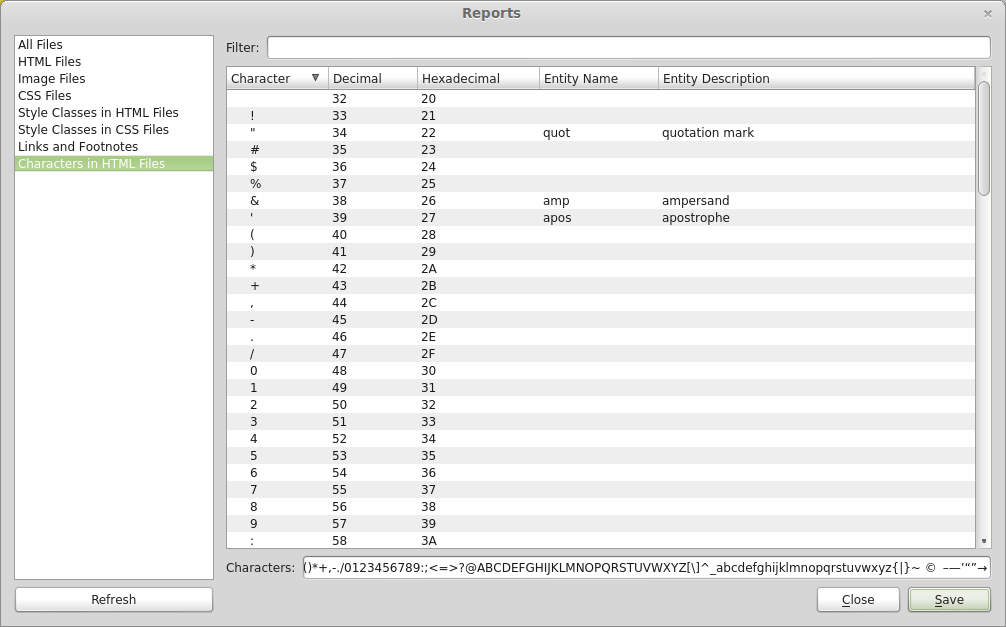 Reports
All Files
HTML Files
Image Files
CSS Files
Style Classes in HTML Files
Style Classes in CSS Files
Links and Footnotes
Characters in HTML Files
Refresh
Filter:
Character Decimal Hexadecimal Entity Name Entity Description
32 20
! 33 21
" 34 22 quot quotation mark
# 35 23
$ 36 24
% 37 25
& 38 26 amp ampersand
' 39 27 apos apostrophe
( 40 28
) 41 29
* 42 2A
+ 43 2B
, 44 2C
- 45 2D
. 46 2E
/ 47 2F
0 48 30
1 49 31
2 50 32
3 51 33
4 52 34
5 53 35
6 54 36
7 55 37
8 56 38
9 57 39
: 58 3A
Characters: ()*+,-./0123456789:;<=>?@ABCDEFGHIJKLMNOPQRSTUVWXYZ[\]^_abcdefghijklmnopqrstuvwxyz{|}~ © –—’“”→
Close Save